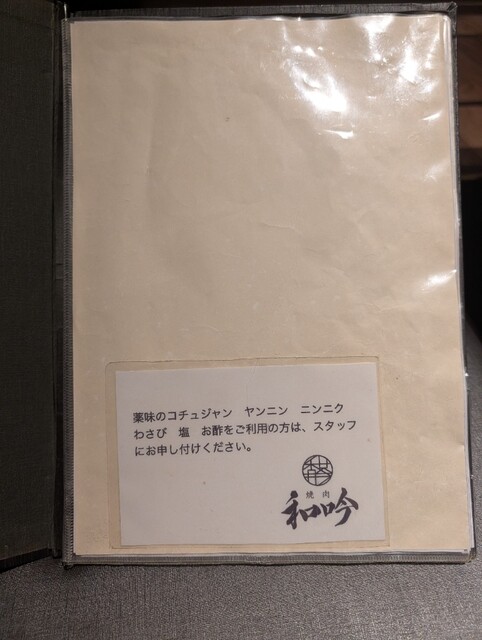 薬味のコチュジャン　ヤンニン　ニンニク
わさび　塩　お酢をご利用の方は、スタッフ
にお申し付けください。
焼肉
和吟